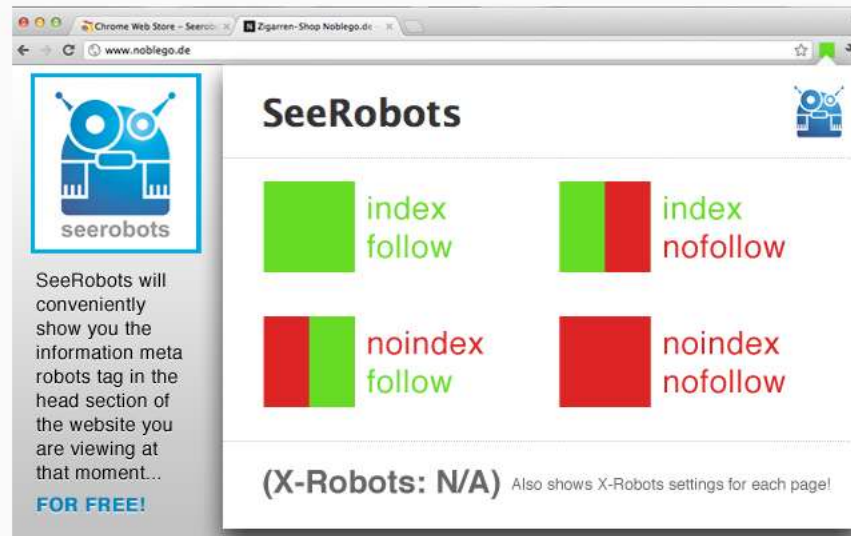 Chrome Web Store – Seerob
Zigarren-Shop Noblego.de –
www.noblego.de
seerobots
SeeRobots will
conveniently
show you the
information meta
robots tag in the
head section of
the website you
are viewing at
that moment...
FOR FREE!
SeeRobots
index
follow
index
nofollow
noindex
follow
noindex
nofollow
(X-Robots: N/A) Also shows X-Robots settings for each page!